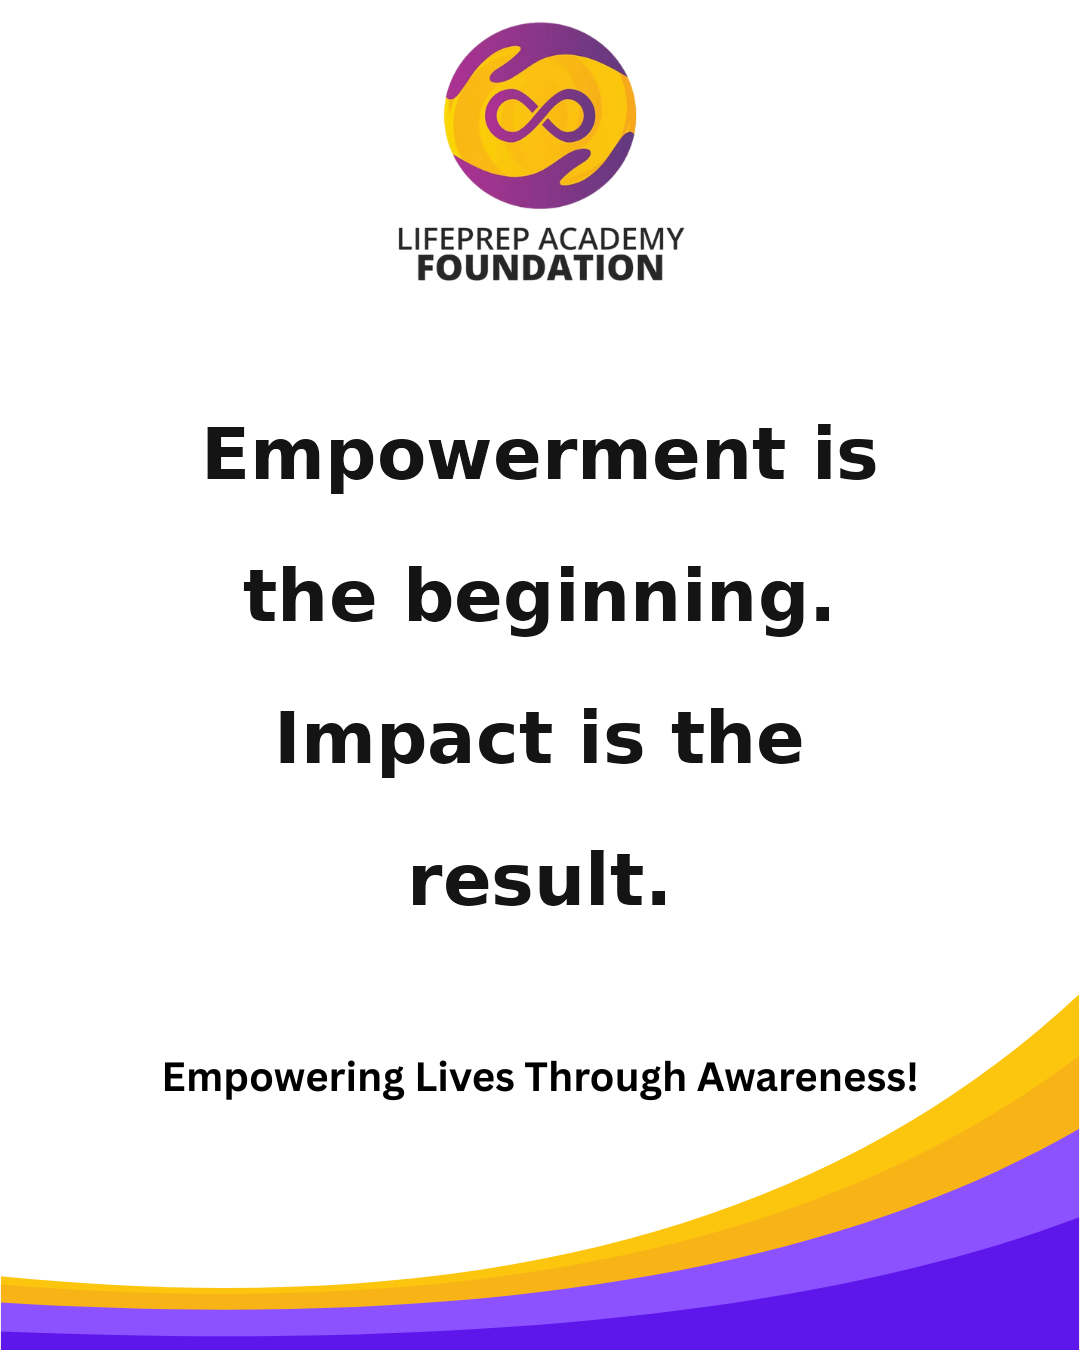 LIFEPREP ACADEMY
FOUNDATION
Empowerment is
the beginning.
Impact is the
result.
Empowering Lives Through Awareness!